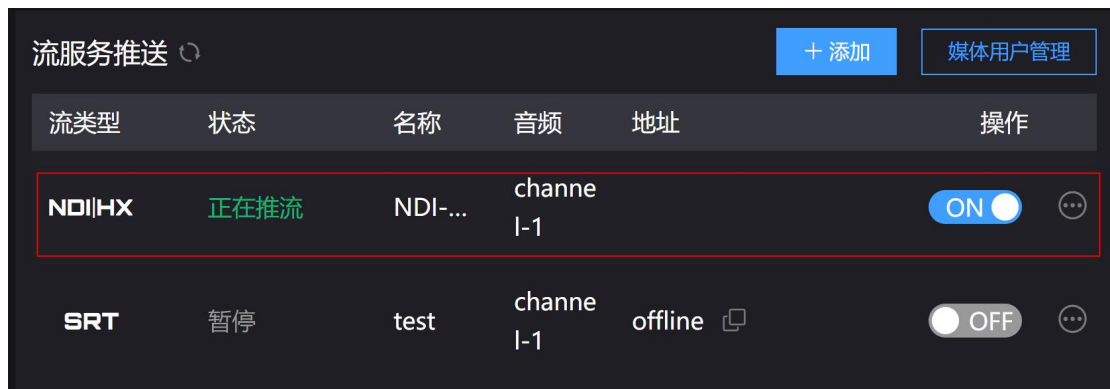 流服务推送
+ 添加
媒体用户管理
流类型 状态 名称 音频 地址 操作
NDI|HX 正在推流 NDI-... channe
l-1 ON
SRT 暂停 test channe
l-1 offline OFF